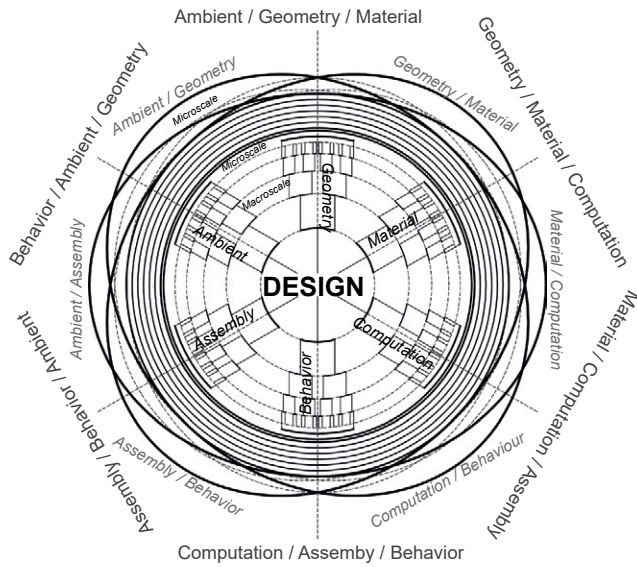 Ambient / Geometry / Material
Geometry / Material / Computation
Material / Computation / Assembly
Computation / Assemby / Behavior
Assembly / Behavior / Ambient
Behavior / Ambient / Geometry
Ambient / Geometry
Geometry / Material
Material / Computation
Computation / Behaviour
Assembly / Behavior
Ambient / Assembly
Microscale
Microscale
Macroscale
Geometry
Material
Computation
Behavior
Assembly
Ambient
DESIGN